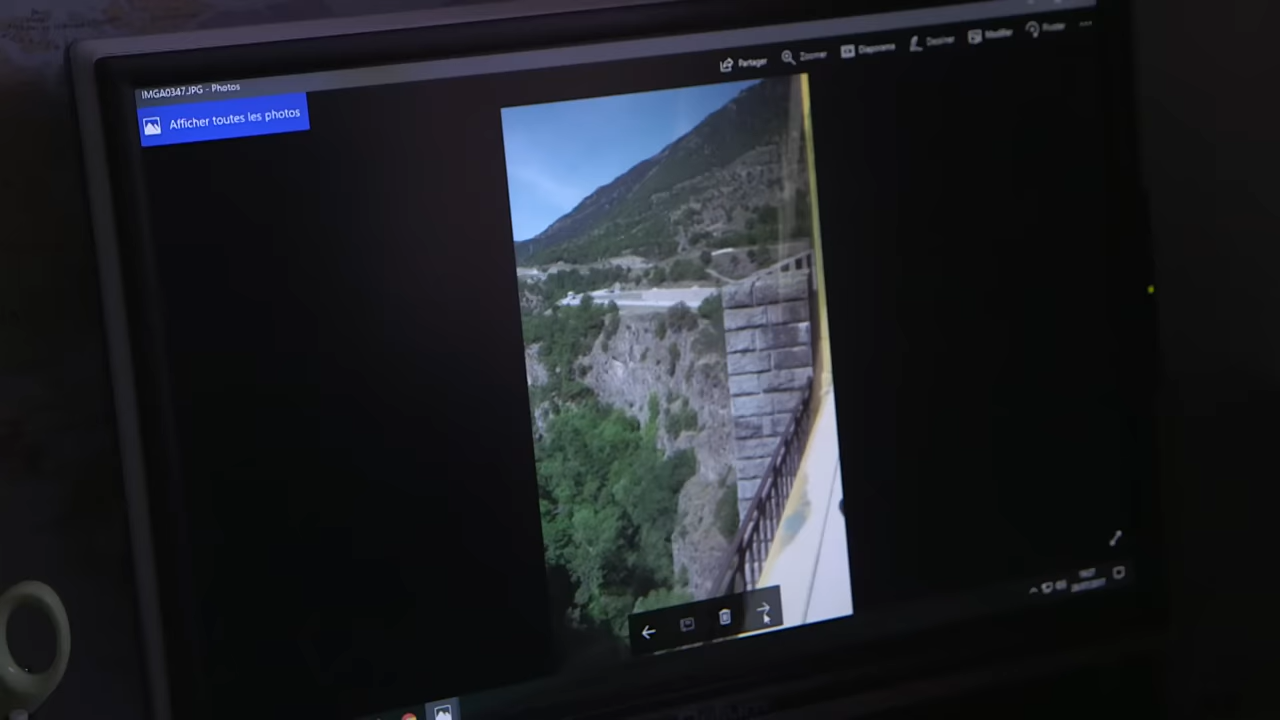 IMGA0347.JPG - Photos
Partager
Zoomer
Diaporama
Dessiner
Modifier
Pivoter
Afficher toutes les photos